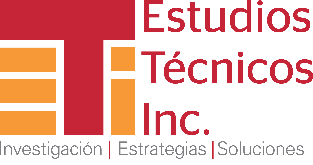 Estudios
Técnicos
Inc.
Investigación | Estrategias | Soluciones